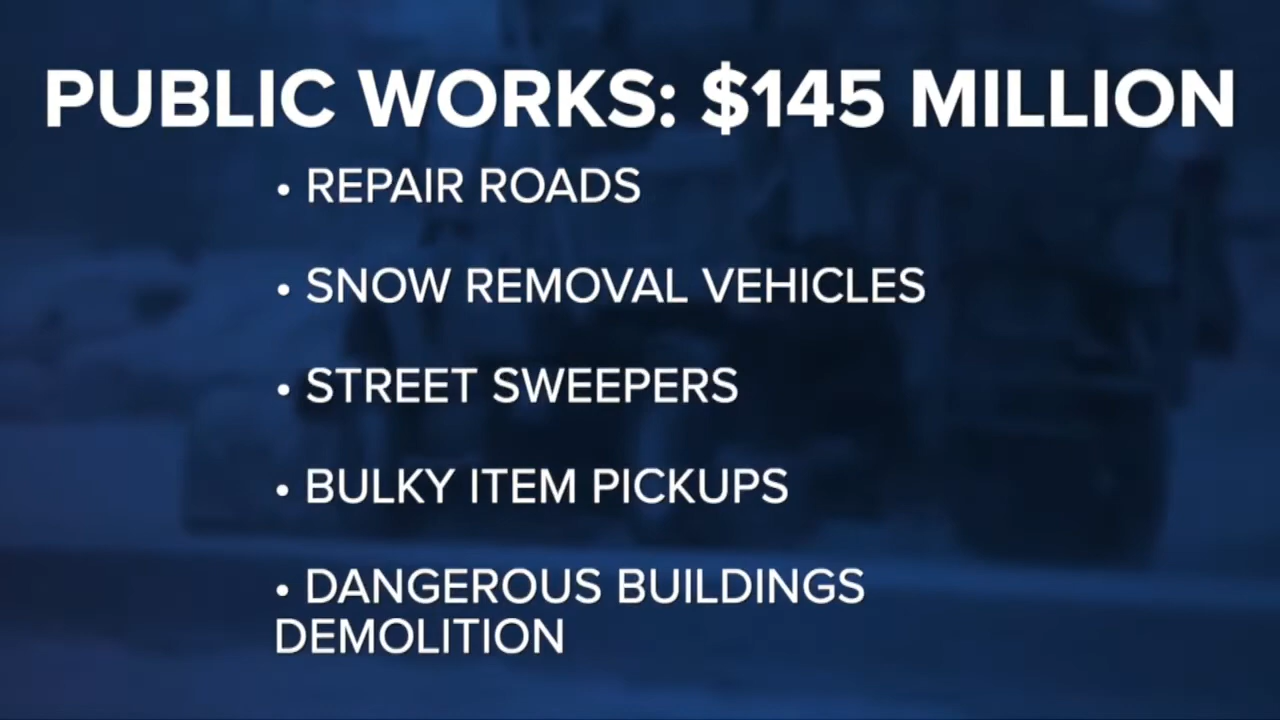 PUBLIC WORKS: $145 MILLION
• REPAIR ROADS
• SNOW REMOVAL VEHICLES
• STREET SWEEPERS
• BULKY ITEM PICKUPS
• DANGEROUS BUILDINGS
DEMOLITION